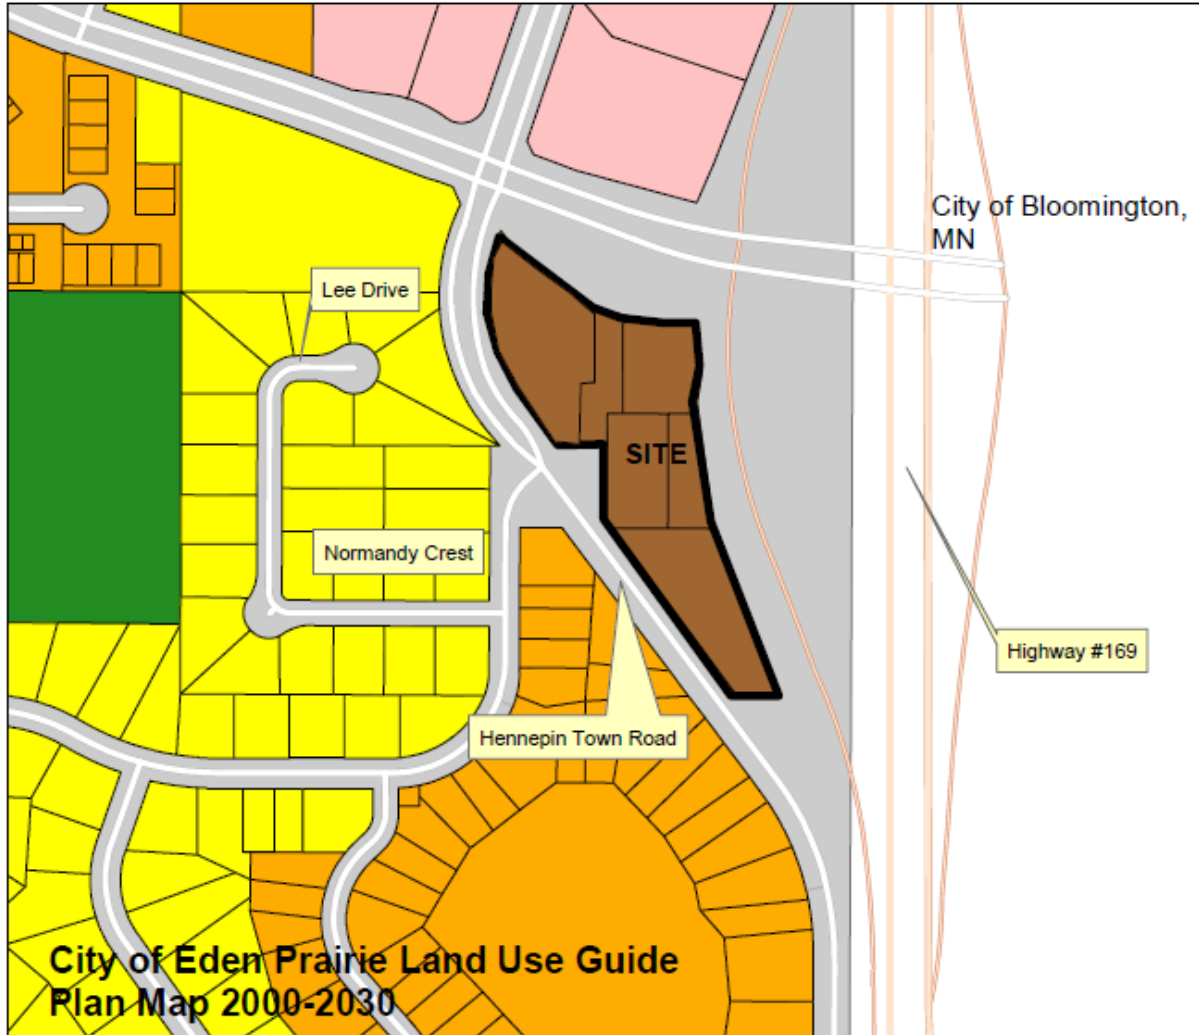 City of Bloomington,
MN
Lee Drive
SITE
Normandy Crest
Highway #169
Hennepin Town Road
City of Eden Prairie Land Use Guide
Plan Map 2000-2030